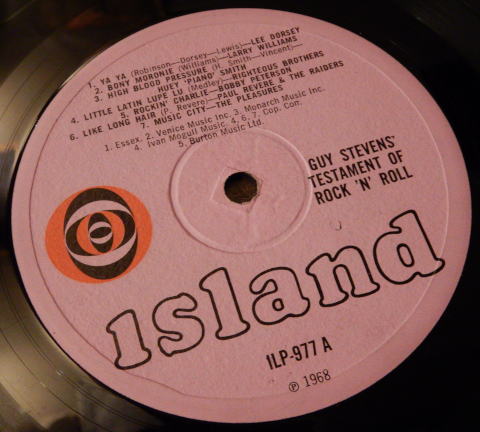 1. YA YA (Robinson—Dorsey—Lewis)—LEE DORSEY
2. BONY MORONIE (Williams)—LARRY WILLIAMS
3. HIGH BLOOD PRESSURE (H. Smith—Vincent)—
HUEY 'PIANO' SMITH
4. LITTLE LATIN LUPE LU (Medley)—RIGHTEOUS BROTHERS
5. ROCKIN' CHARLIE—BOBBY PETERSON
6. LIKE LONG HAIR (P. Revere)—PAUL REVERE & THE RAIDERS
7. MUSIC CITY—THE PLEASURES
1. Essex. 2. Venice Music Inc. 3. Monarch Music Inc.
4. Ivan Mogull Music. 4, 6, 7. Cop. Con.
5. Burton Music Ltd.
GUY STEVENS'
TESTAMENT OF
ROCK 'N' ROLL
island
ILP-977 A
℗ 1968